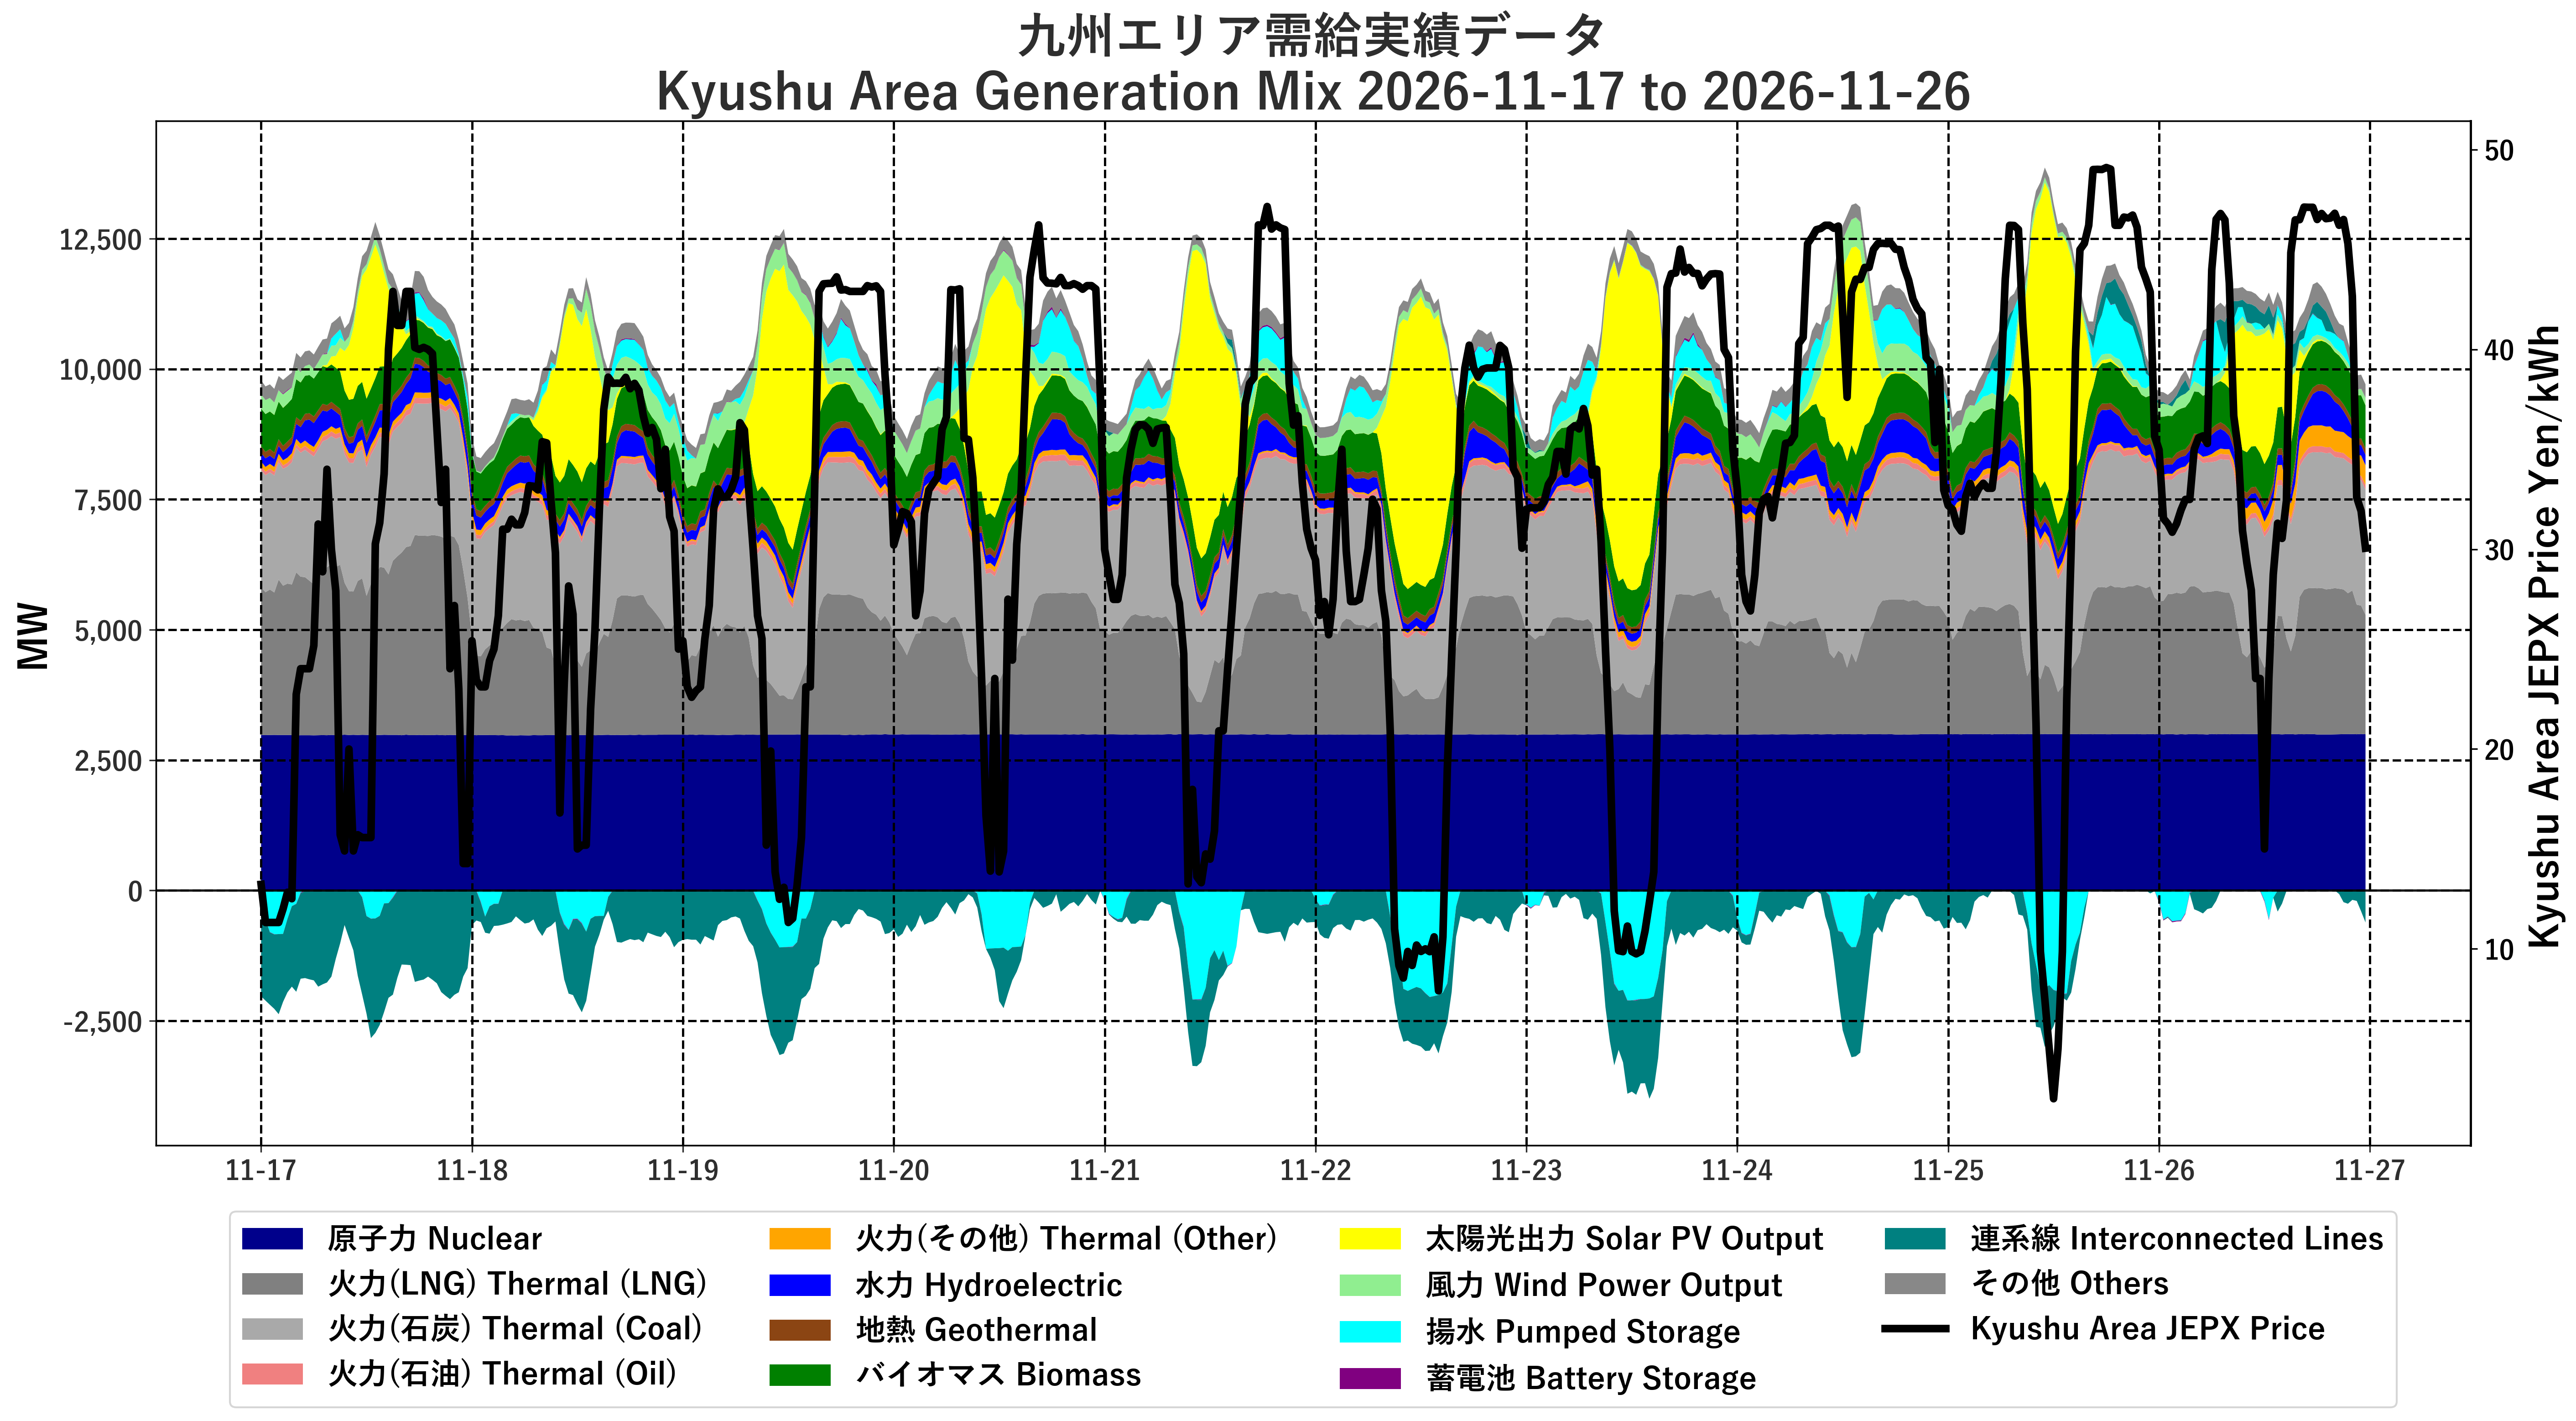 九州エリア需給実績データ
Kyushu Area Generation Mix 2026-11-17 to 2026-11-26
MW
12,500
10,000
7,500
5,000
2,500
0
-2,500
50
40
30
20
10
Kyushu Area JEPX Price Yen/kWh
11-17 11-18 11-19 11-20 11-21 11-22 11-23 11-24 11-25 11-26 11-27
原子力 Nuclear
火力(LNG) Thermal (LNG)
火力(石炭) Thermal (Coal)
火力(石油) Thermal (Oil)
火力(その他) Thermal (Other)
水力 Hydroelectric
地熱 Geothermal
バイオマス Biomass
太陽光出力 Solar PV Output
風力 Wind Power Output
揚水 Pumped Storage
蓄電池 Battery Storage
連系線 Interconnected Lines
その他 Others
Kyushu Area JEPX Price